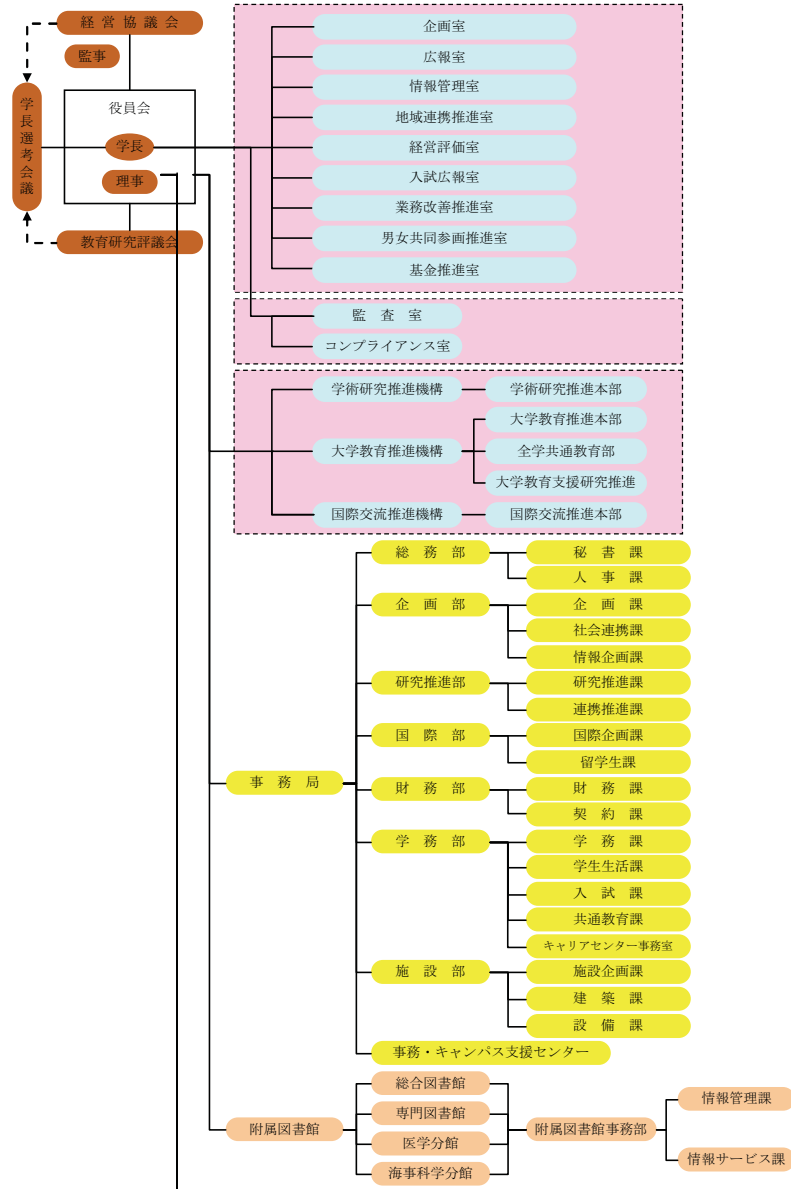 経営協議会
監事
学長選考会議
役員会
学長
理事
教育研究評議会
企画室
広報室
情報管理室
地域連携推進室
経営評価室
入試広報室
業務改善推進室
男女共同参画推進室
基金推進室
監査室
コンプライアンス室
学術研究推進機構
学術研究推進本部
大学教育推進機構
大学教育推進本部
全学共通教育部
大学教育支援研究推進
国際交流推進機構
国際交流推進本部
事務局
総務部
秘書課
人事課
企画部
企画課
社会連携課
情報企画課
研究推進部
研究推進課
連携推進課
国際部
国際企画課
留学生課
財務部
財務課
契約課
学務部
学務課
学生生活課
入試課
共通教育課
キャリアセンター事務室
施設部
施設企画課
建築課
設備課
事務・キャンパス支援センター
附属図書館
総合図書館
専門図書館
医学分館
海事科学分館
附属図書館事務部
情報管理課
情報サービス課